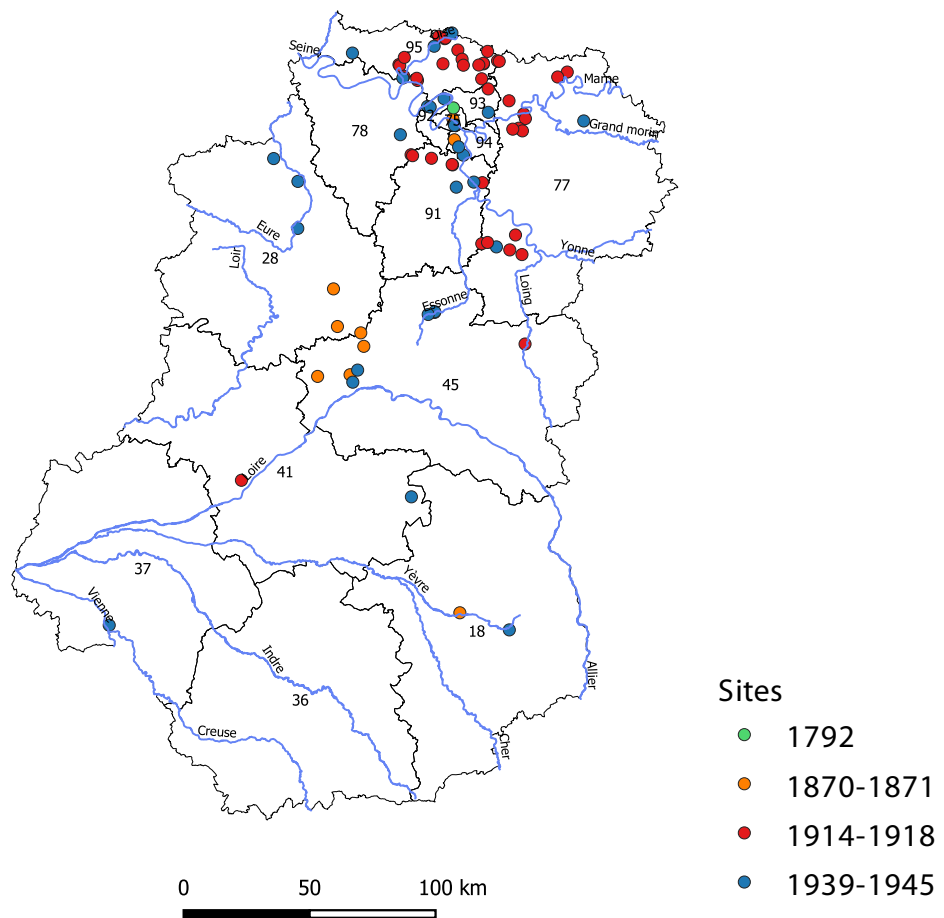 Seine
95
Oise
Marne
93
92
75
Grand morin
78
94
77
91
Eure
Loir
28
Yonne
Loing
Essonne
45
Loire
41
37
Yèvre
Vienne
18
Indre
36
Allier
Creuse
Cher
Sites
1792
1870-1871
1914-1918
1939-1945
0 50 100 km